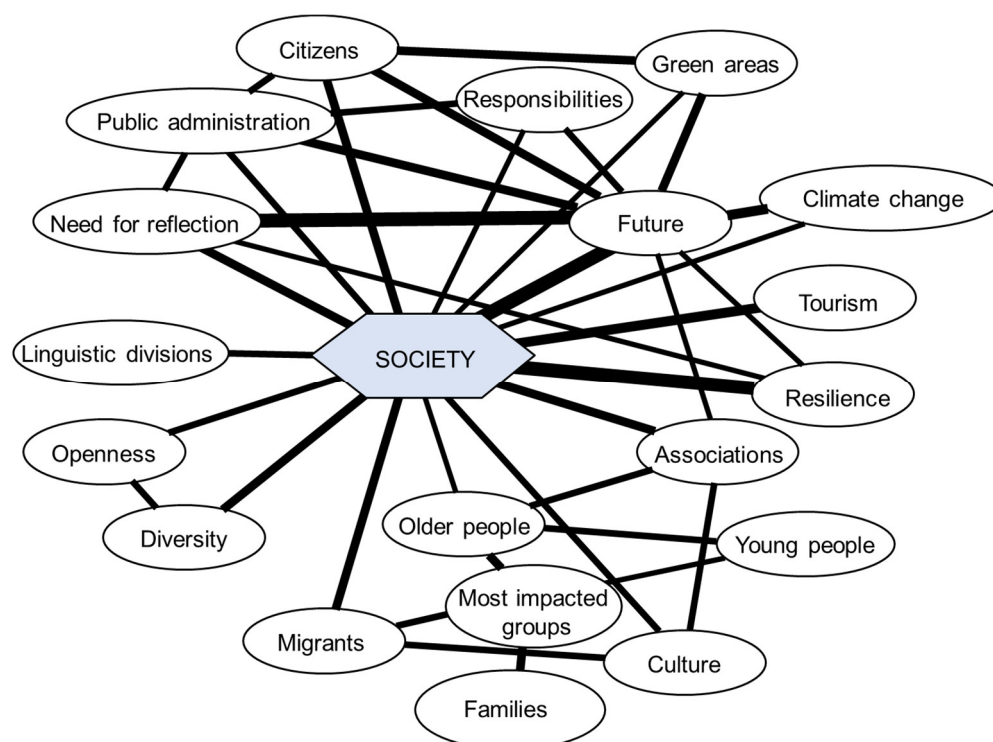 Citizens
Green areas
Public administration
Responsibilities
Need for reflection
Future
Climate change
Tourism
Linguistic divisions
SOCIETY
Resilience
Openness
Associations
Diversity
Older people
Young people
Most impacted
groups
Migrants
Culture
Families